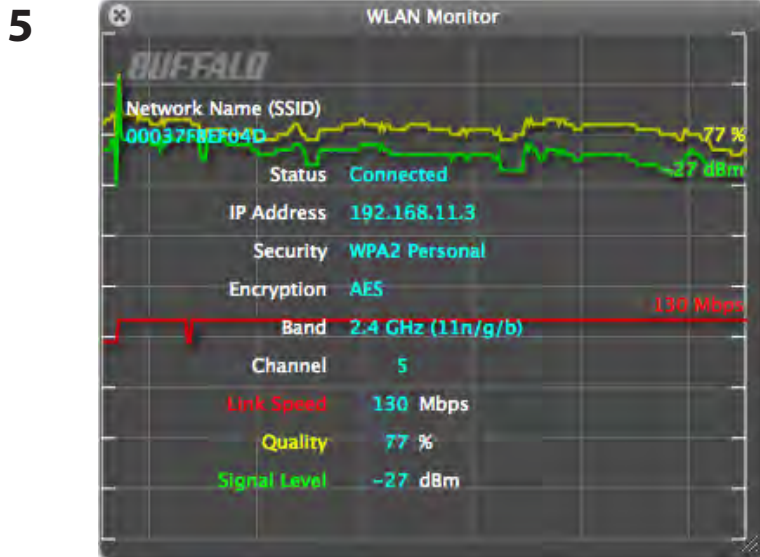 5
WLAN Monitor
BUFFALO
Network Name (SSID)
00037F8EF04D
77 %
-27 dBm
Status Connected
IP Address 192.168.11.3
Security WPA2 Personal
Encryption AES
130 Mbps
Band 2.4 GHz (11n/g/b)
Channel 5
Link Speed 130 Mbps
Quality 77 %
Signal Level -27 dBm